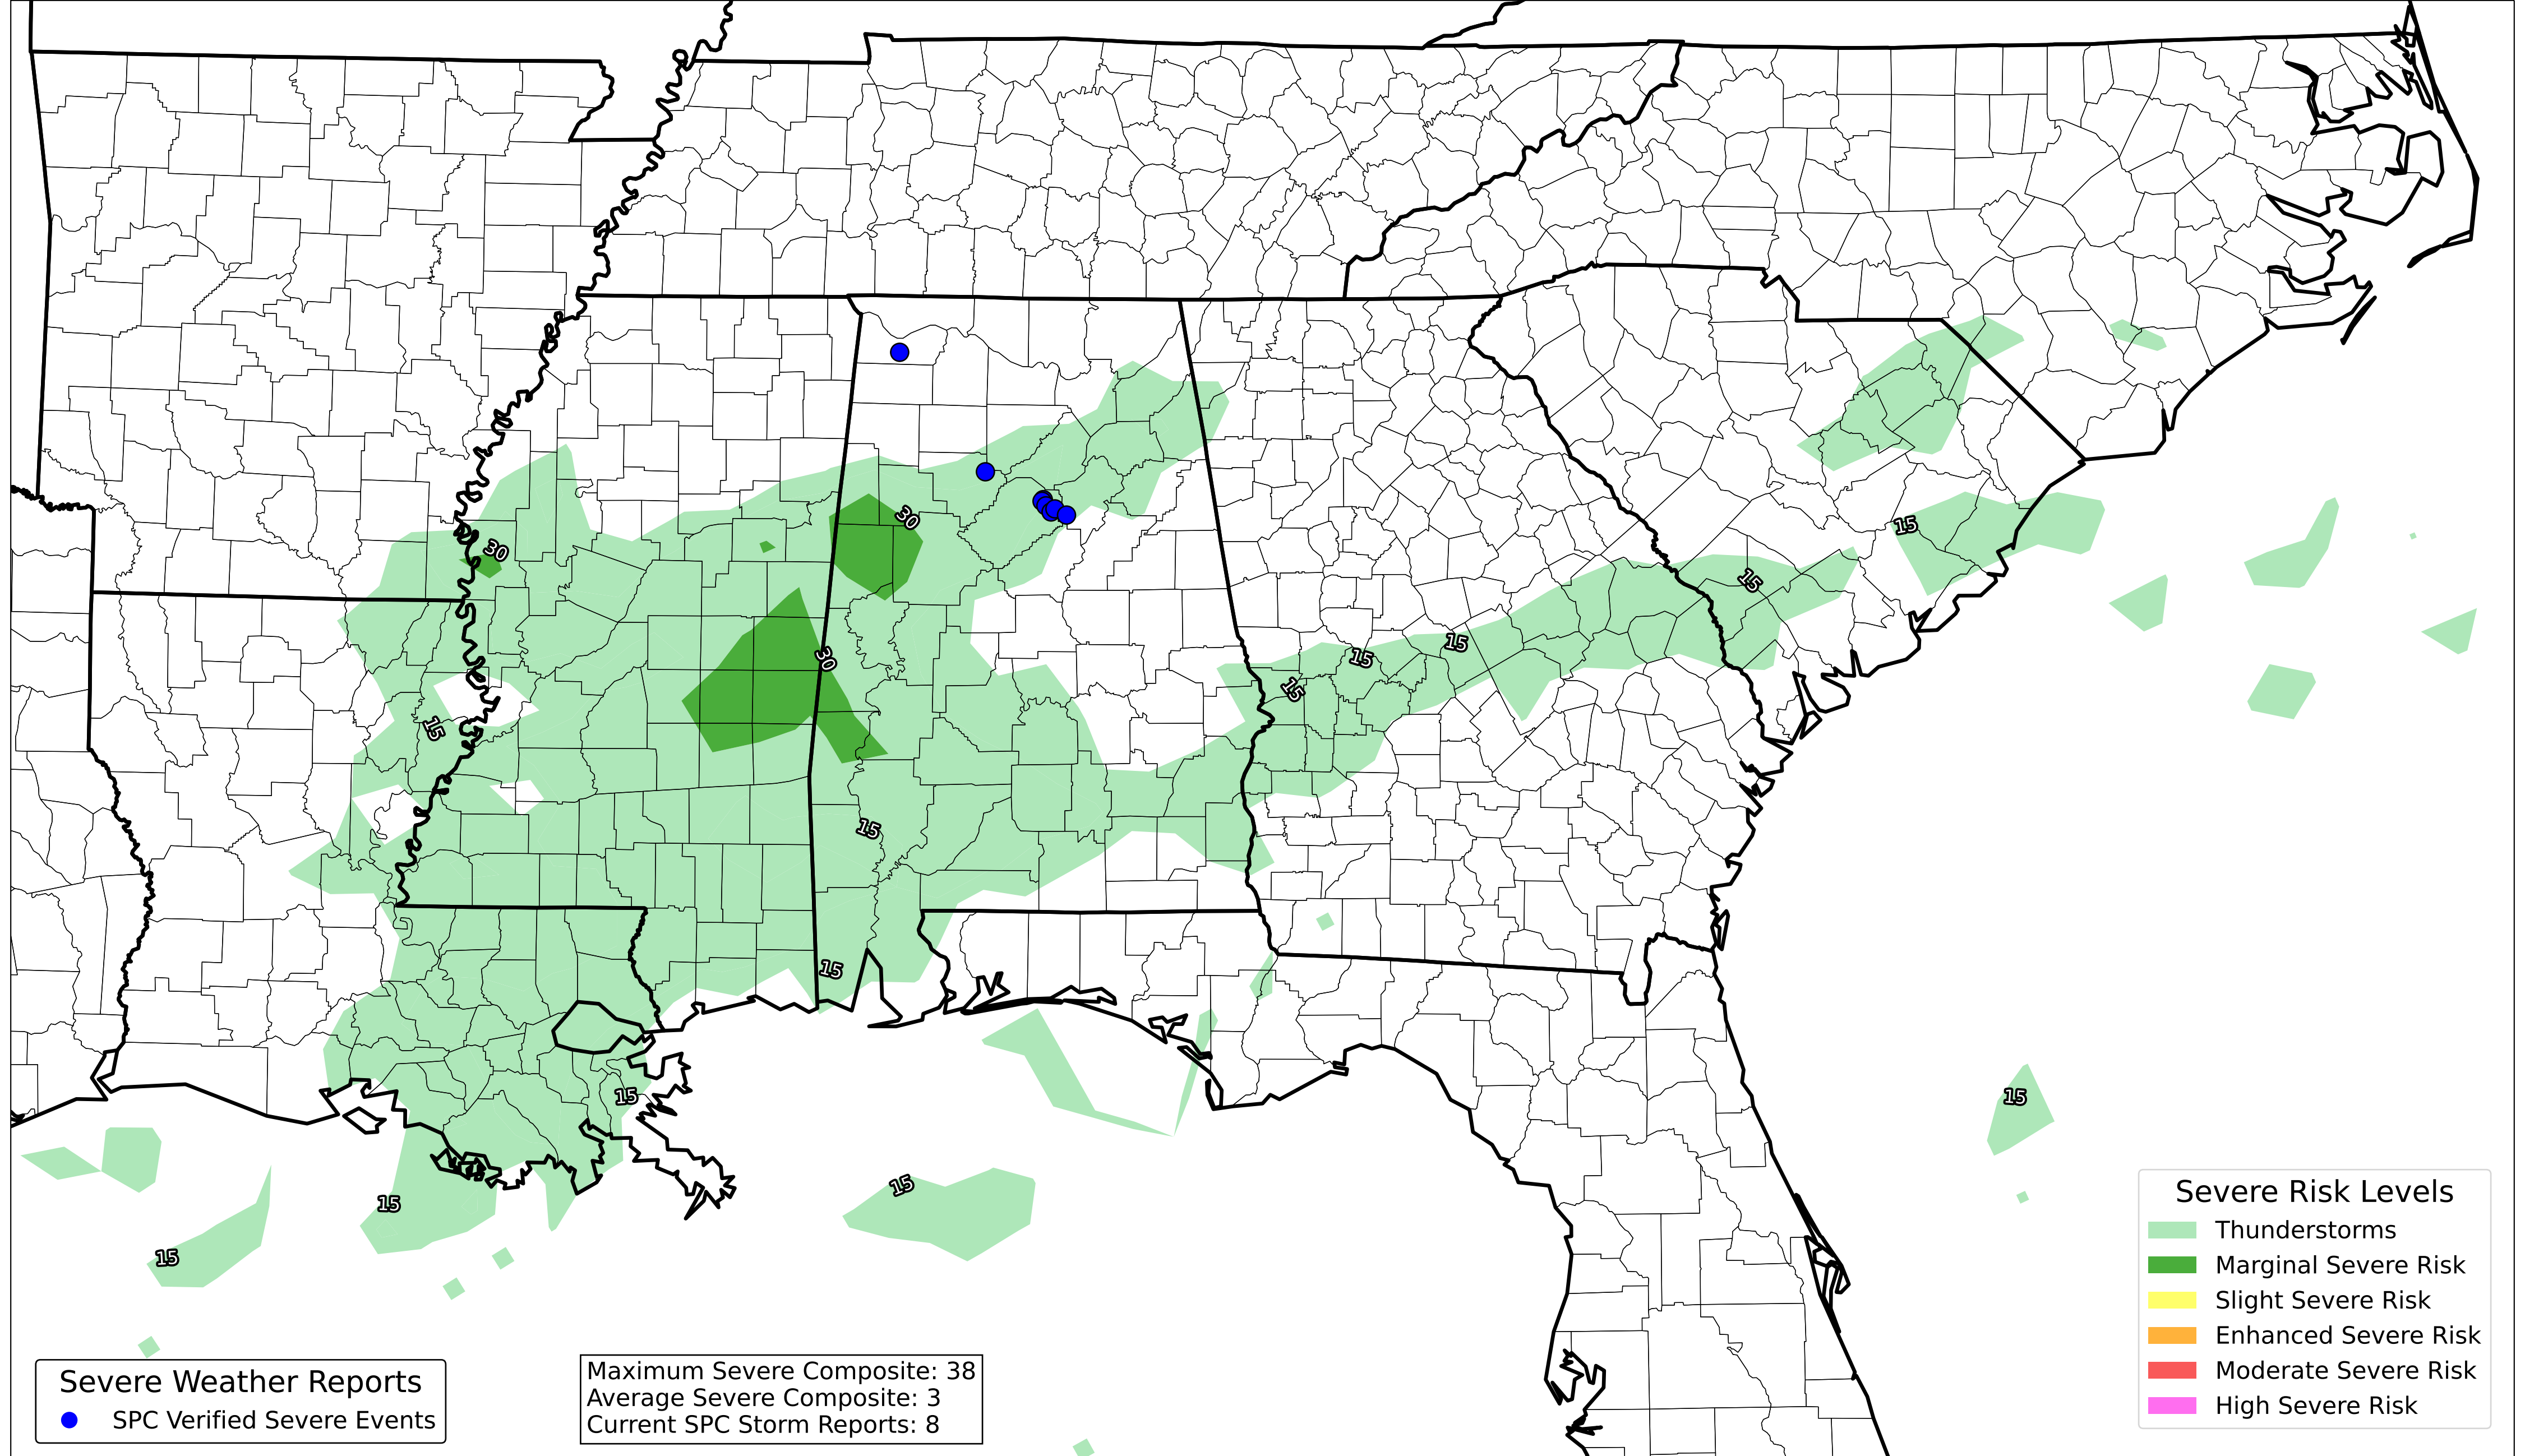 30
30
15
15
30
15
15
15
15
15
15
15
15
15
15
15
Severe Risk Levels
Thunderstorms
Marginal Severe Risk
Slight Severe Risk
Enhanced Severe Risk
Moderate Severe Risk
High Severe Risk
Severe Weather Reports
SPC Verified Severe Events
Maximum Severe Composite: 38
Average Severe Composite: 3
Current SPC Storm Reports: 8